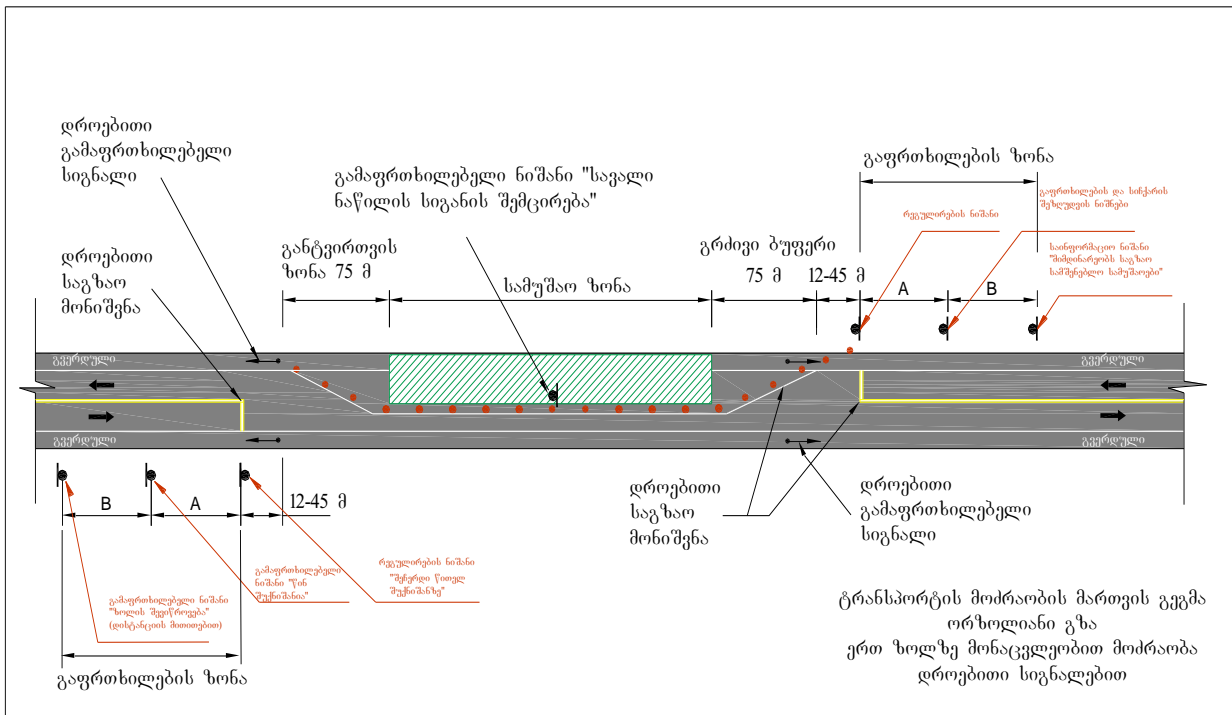 დროებითი
გამაფრთხილებელი
სიგნალი
გამაფრთხილებელი ნიშანი "სავალი
ნაწილის სიგანის შემცირება"
გაფრთხილების ზონა
გაფრთხილების და სიჩქარის
შეზღუდვის ნიშნები
რეგულირების ნიშანი
დროებითი
საგზაო
მონიშვნა
განტვირთვის
ზონა 75 მ
სამუშაო ზონა
გრძივი ბუფერი
75 მ
12-45 მ
საინფორმაციო ნიშანი
"მიმდინარეობს საგზაო
სამშენებლო სამუშაოები"
A
B
გვერდული
გვერდული
გვერდული
გვერდული
B
A
12-45 მ
დროებითი
საგზაო
მონიშვნა
დროებითი
გამაფრთხილებელი
სიგნალი
გამაფრთხილებელი ნიშანი
"ზოლის შევიწროვება"
(დისტანციის მითითებით)
გამაფრთხილებელი
ნიშანი "წინ
შუქნიშანია"
რეგულირების ნიშანი
"შეჩერდი წითელ
შუქნიშანზე"
გაფრთხილების ზონა
ტრანსპორტის მოძრაობის მართვის გეგმა
ორზოლიანი გზა
ერთ ზოლზე მონაცვლეობით მოძრაობა
დროებითი სიგნალებით